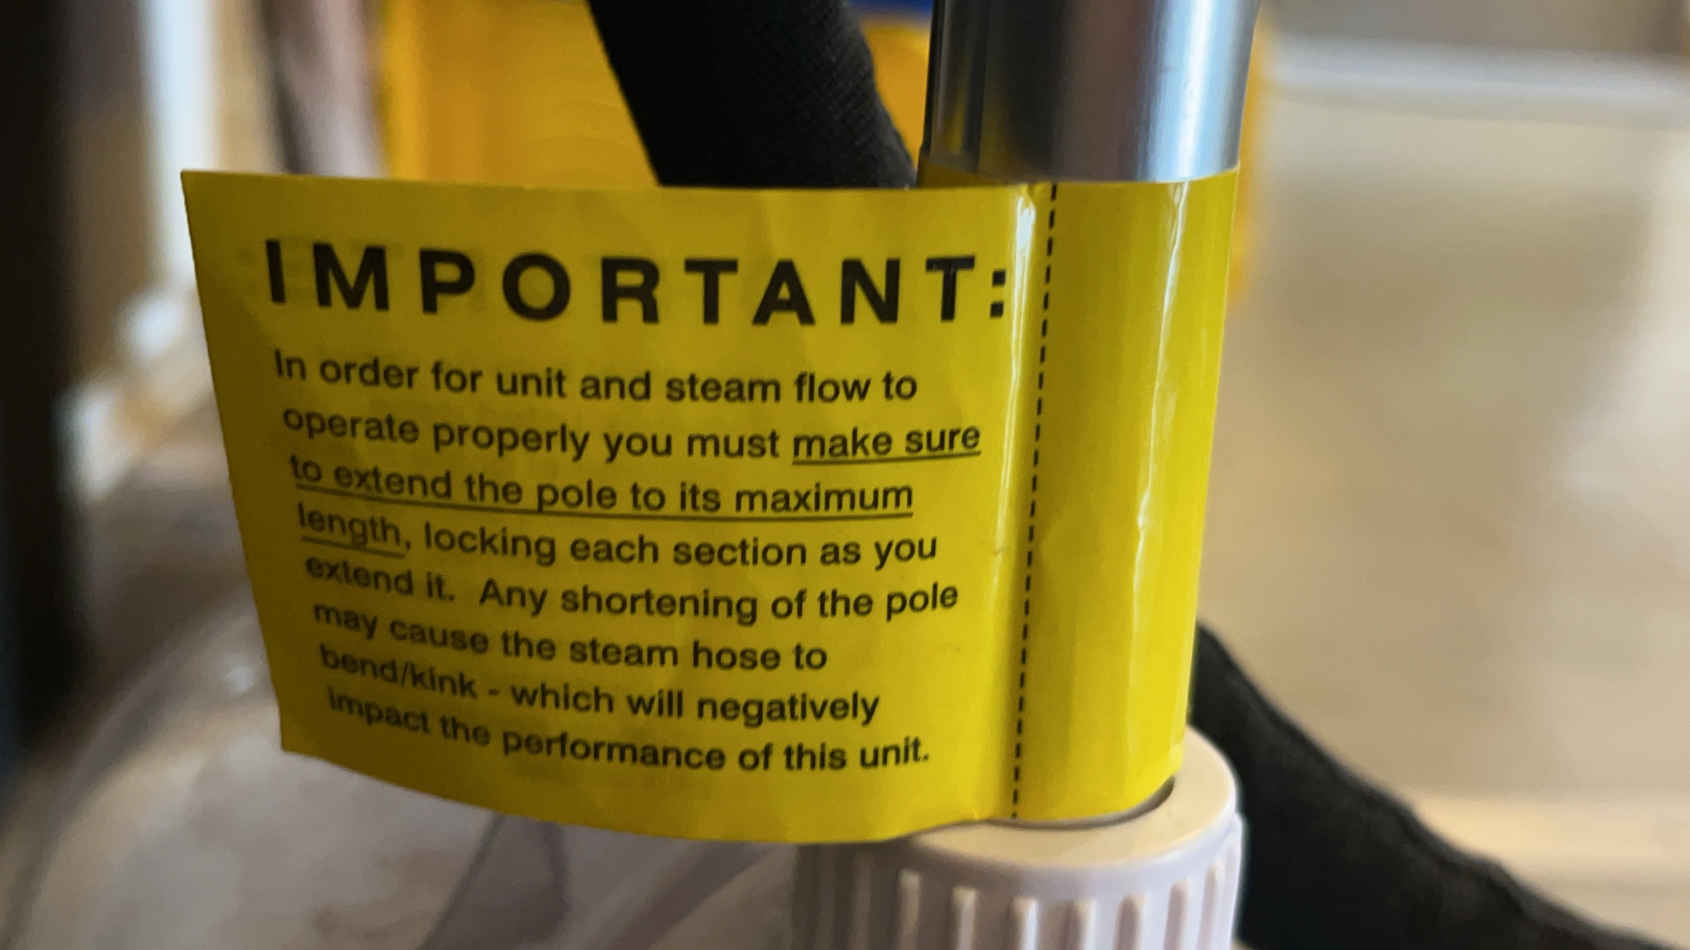 IMPORTANT:
In order for unit and steam flow to
operate properly you must make sure
to extend the pole to its maximum
length, locking each section as you
extend it. Any shortening of the pole
may cause the steam hose to
bend/kink - which will negatively
impact the performance of this unit.